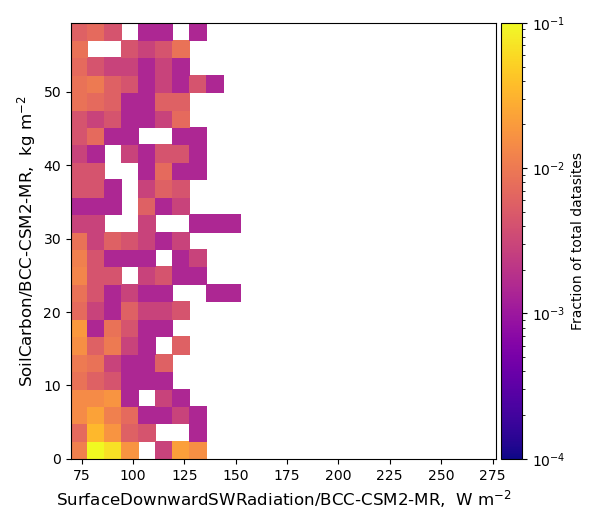 SoilCarbon/BCC-CSM2-MR,  kg m−2
50
40
30
20
10
0
75 100 125 150 175 200 225 250 275
SurfaceDownwardSWRadiation/BCC-CSM2-MR,  W m−2
10−1
10−2
10−3
10−4
Fraction of total datasites